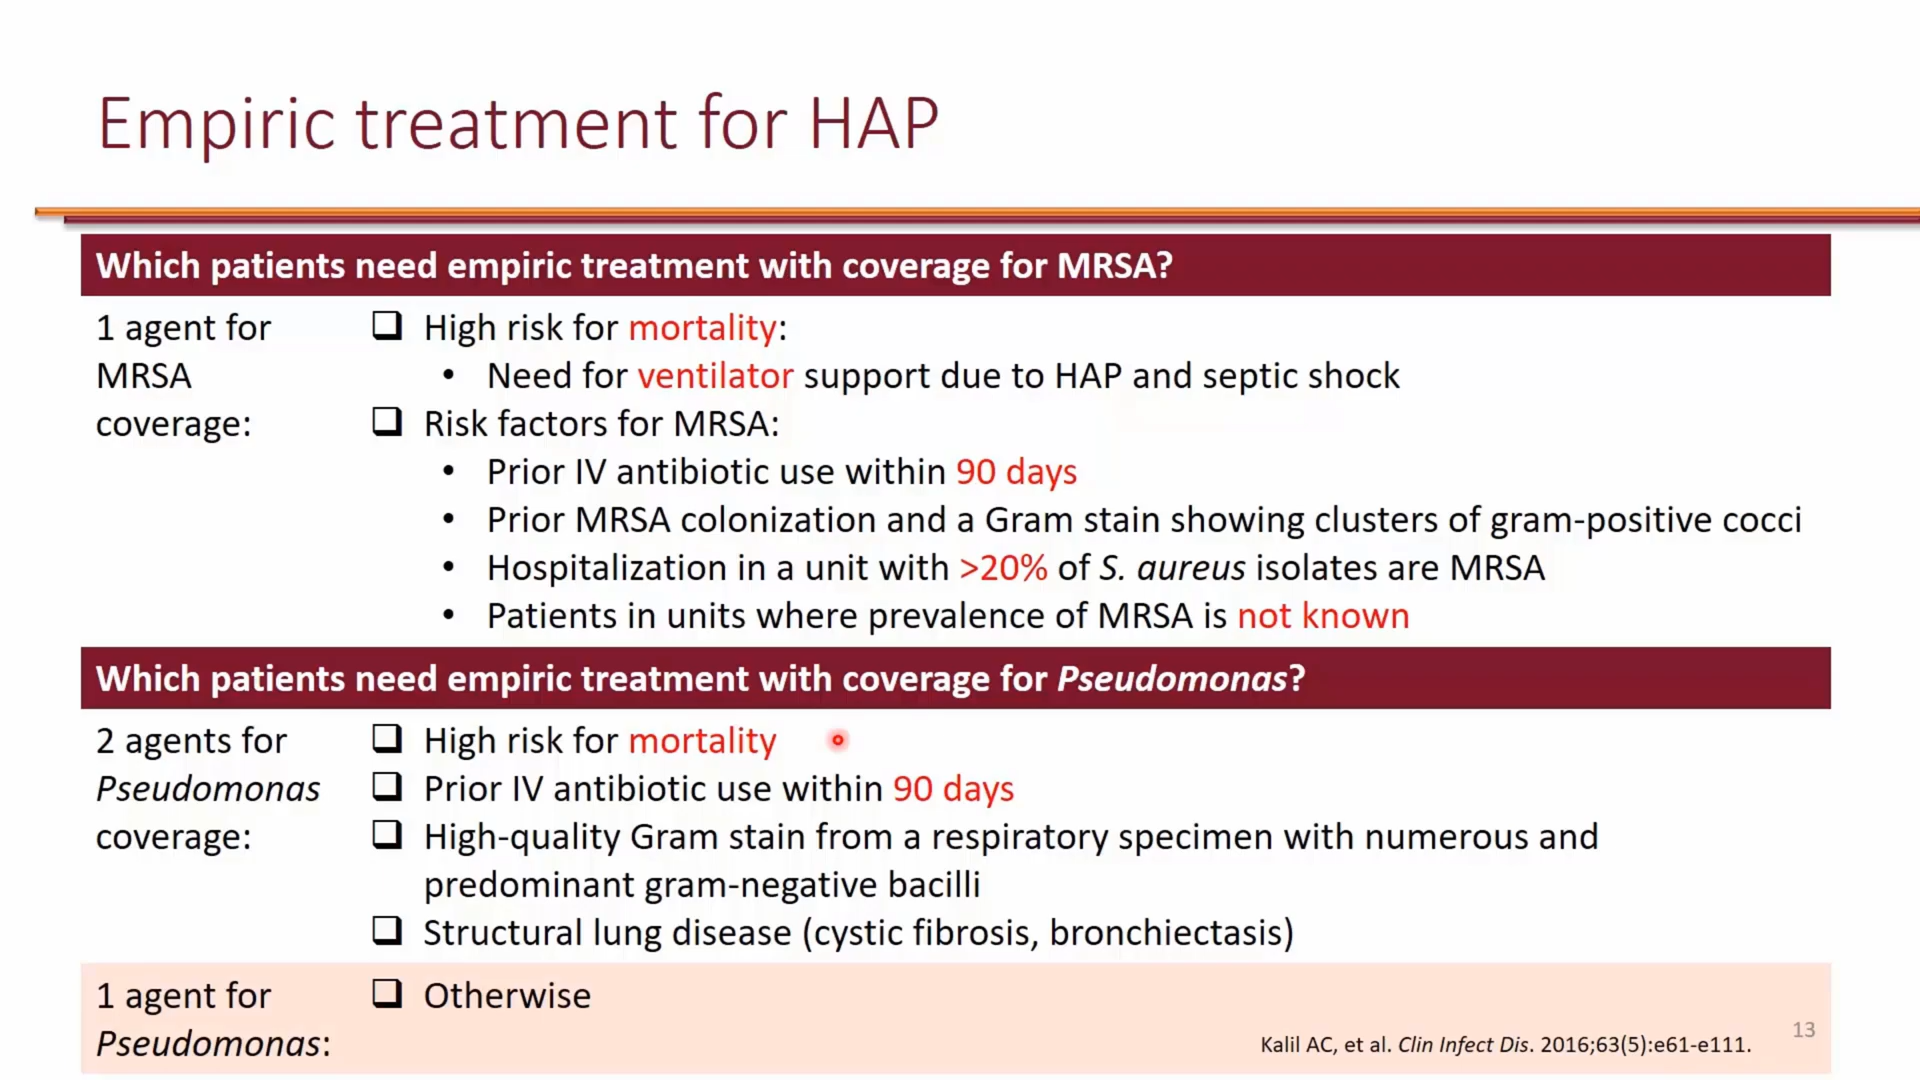 Empiric treatment for HAP
Which patients need empiric treatment with coverage for MRSA?
1 agent for
MRSA
coverage:
❑ High risk for mortality:
• Need for ventilator support due to HAP and septic shock
❑ Risk factors for MRSA:
• Prior IV antibiotic use within 90 days
• Prior MRSA colonization and a Gram stain showing clusters of gram-positive cocci
• Hospitalization in a unit with >20% of S. aureus isolates are MRSA
• Patients in units where prevalence of MRSA is not known
Which patients need empiric treatment with coverage for Pseudomonas?
2 agents for
Pseudomonas
coverage:
❑ High risk for mortality
❑ Prior IV antibiotic use within 90 days
❑ High-quality Gram stain from a respiratory specimen with numerous and
predominant gram-negative bacilli
❑ Structural lung disease (cystic fibrosis, bronchiectasis)
1 agent for
Pseudomonas:
❑ Otherwise
Kalil AC, et al. Clin Infect Dis. 2016;63(5):e61-e111.
13